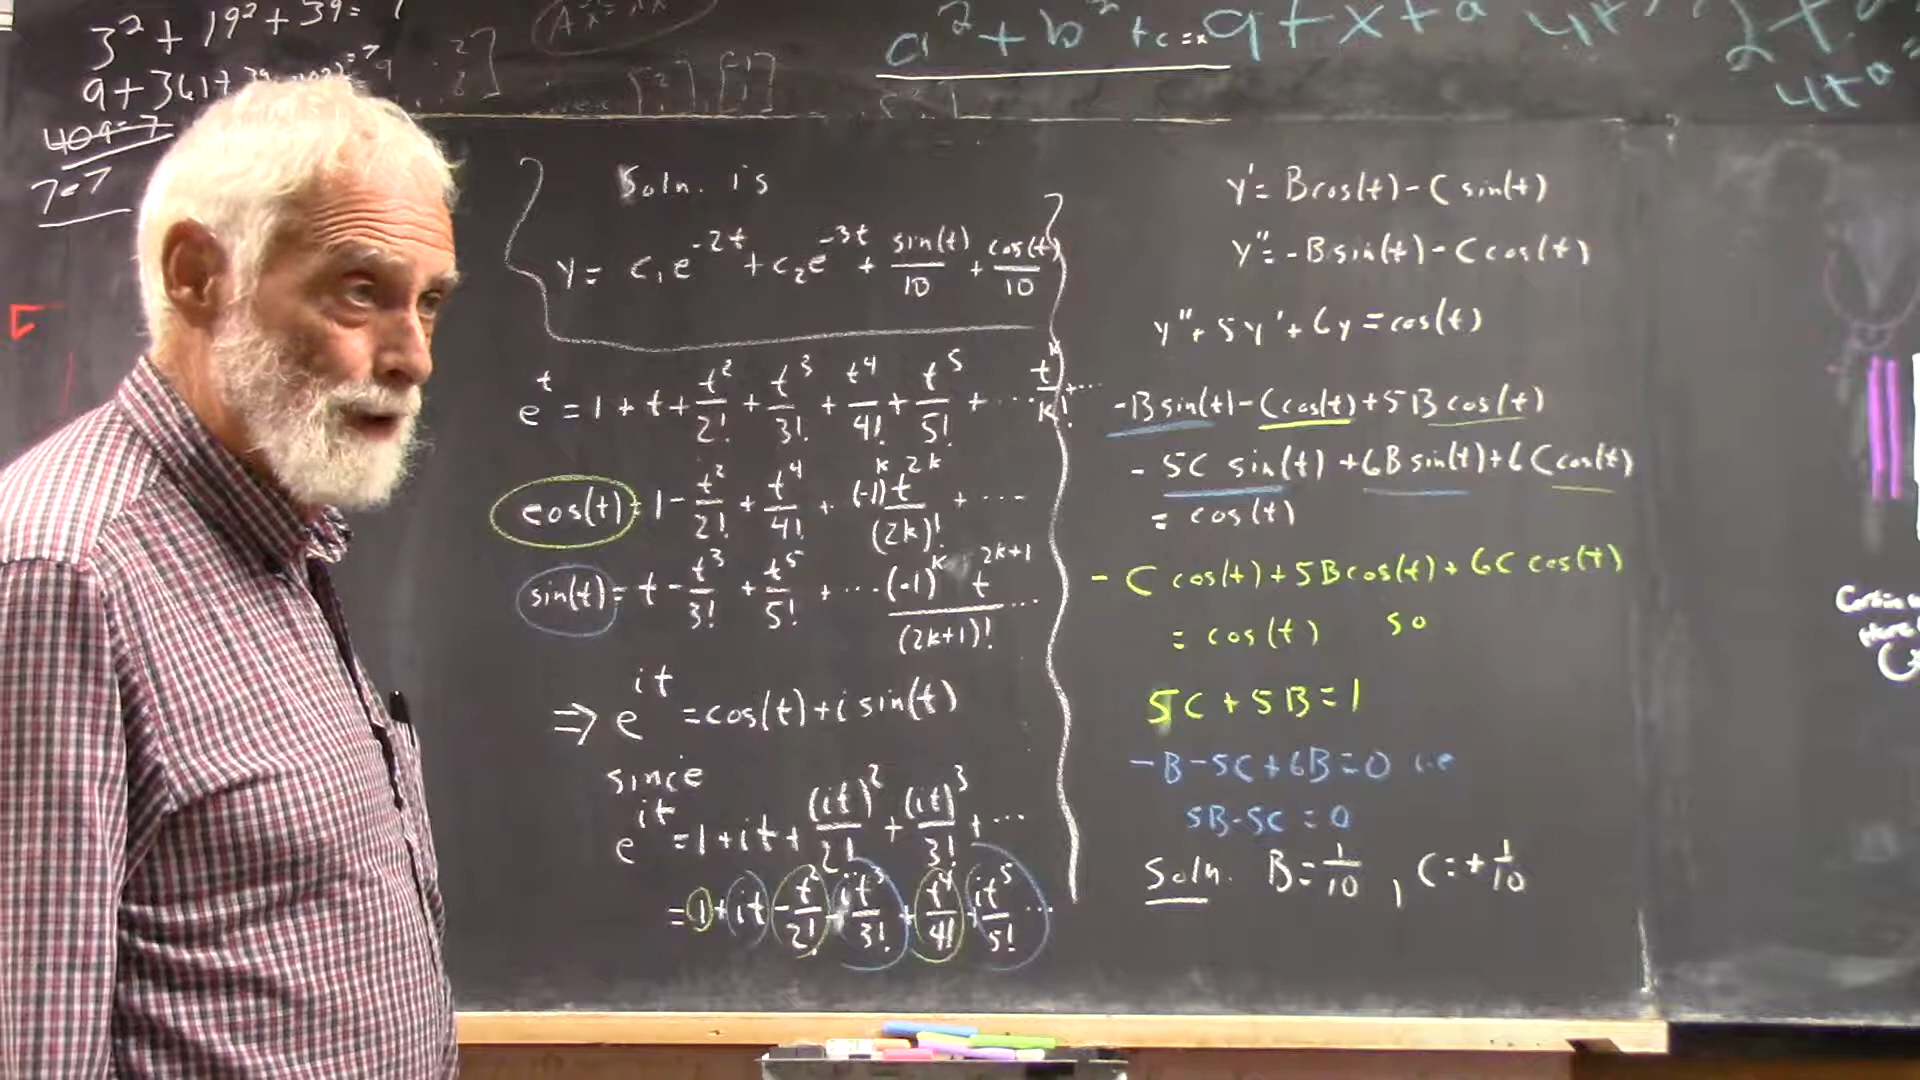 3² + 19² + 39 = 7
9 + 361 +
409 = 7
7 = 7
a² + b² + c = x
9 + x + a
Soln. is
y = c₁e^{-2t} + c₂e^{-3t} + sin(t)/10 + cos(t)/10
e^t = 1 + t + t²/2! + t³/3! + t⁴/4! + t⁵/5! + ... t^k/k! + ...
cos(t) = 1 - t²/2! + t⁴/4! + ... (-1)^k t^{2k}/(2k)! + ...
sin(t) = t - t³/3! + t⁵/5! + ... (-1)^k t^{2k+1}/(2k+1)! ...
⇒ e^{it} = cos(t) + i sin(t)
since
e^{it} = 1 + it + (it)²/2! + (it)³/3! + ...
= 1 + it - t²/2! - it³/3! + t⁴/4! + it⁵/5! ...
y' = B cos(t) - C sin(t)
y'' = -B sin(t) - C cos(t)
y'' + 5y' + 6y = cos(t)
-B sin(t) - C cos(t) + 5B cos(t)
- 5C sin(t) + 6B sin(t) + 6C cos(t)
= cos(t)
- C cos(t) + 5B cos(t) + 6C cos(t)
= cos(t) so
5C + 5B = 1
-B - 5C + 6B = 0 i.e
5B - 5C = 0
Soln. B = 1/10 , C = +1/10